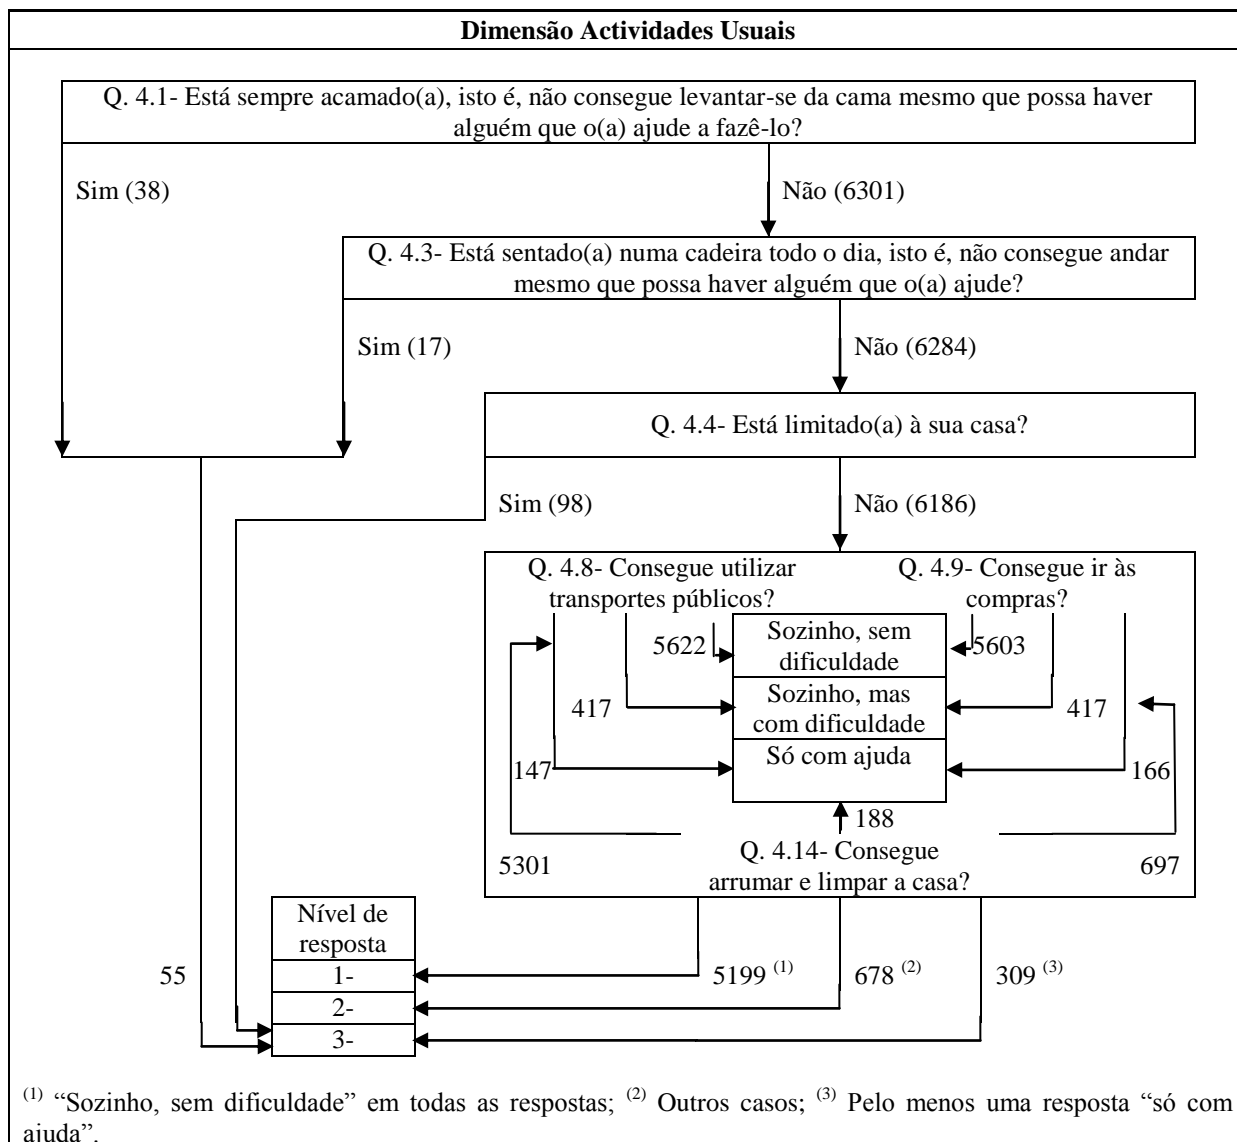 Dimensão Actividades Usuais
Q. 4.1- Está sempre acamado(a), isto é, não consegue levantar-se da cama mesmo que possa haver
alguém que o(a) ajude a fazê-lo?
Sim (38)
Não (6301)
Q. 4.3- Está sentado(a) numa cadeira todo o dia, isto é, não consegue andar
mesmo que possa haver alguém que o(a) ajude?
Sim (17)
Não (6284)
Q. 4.4- Está limitado(a) à sua casa?
Sim (98)
Não (6186)
Q. 4.8- Consegue utilizar
transportes públicos?
Q. 4.9- Consegue ir às
compras?
5622
Sozinho, sem
dificuldade
5603
417
Sozinho, mas
com dificuldade
417
147
Só com ajuda
166
188
5301
Q. 4.14- Consegue
arrumar e limpar a casa?
697
Nível de
resposta
55
1-
5199 (1)
678 (2)
309 (3)
2-
3-
(1) “Sozinho, sem dificuldade” em todas as respostas; (2) Outros casos; (3) Pelo menos uma resposta “só com
ajuda”.